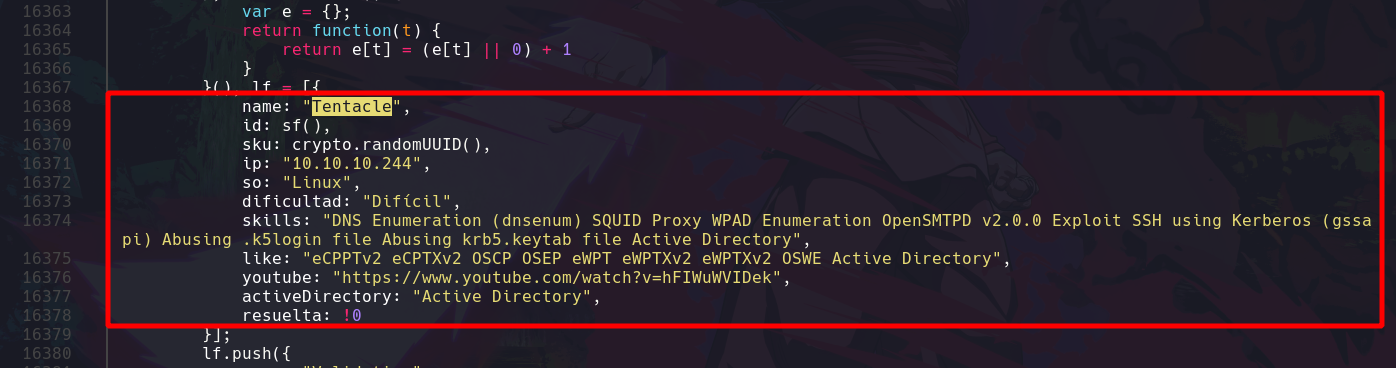 16363 var e = {};
16364 return function(t) {
16365 return e[t] = (e[t] || 0) + 1
16366 }
16367 }(), lf = [{
16368 name: "Tentacle",
16369 id: sf(),
16370 sku: crypto.randomUUID(),
16371 ip: "10.10.10.244",
16372 so: "Linux",
16373 dificultad: "Difícil",
16374 skills: "DNS Enumeration (dnsenum) SQUID Proxy WPAD Enumeration OpenSMTPD v2.0.0 Exploit SSH using Kerberos (gssa
pi) Abusing .k5login file Abusing krb5.keytab file Active Directory",
16375 like: "eCPPTv2 eCPTXv2 OSCP OSEP eWPT eWPTXv2 eWPTXv2 OSWE Active Directory",
16376 youtube: "https://www.youtube.com/watch?v=hFIWuWVIDek",
16377 activeDirectory: "Active Directory",
16378 resuelta: !0
16379 }];
16380 lf.push({